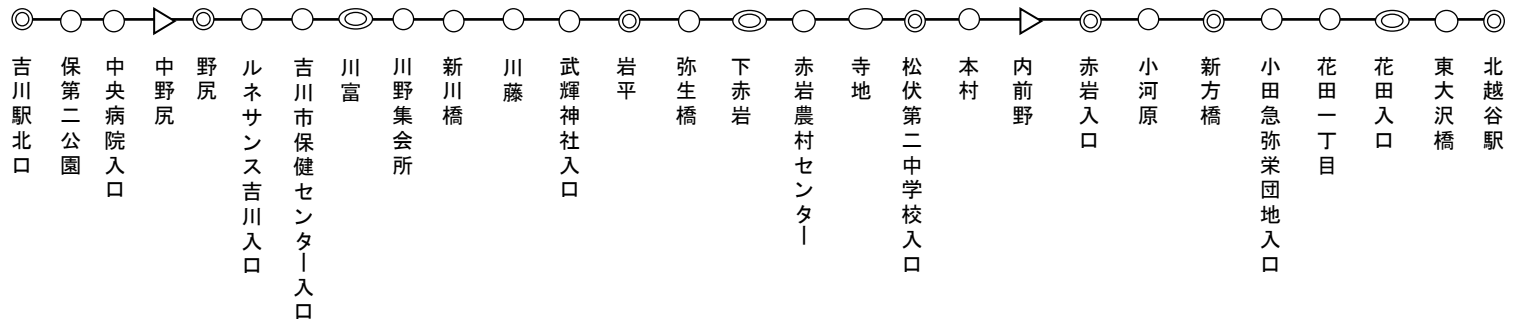 吉川駅北口
保第二公園
中央病院入口
中野尻
野尻
ルネサンス吉川入口
吉川市保健センター入口
川富
川野集会所
新川橋
川藤
武輝神社入口
岩平
弥生橋
下赤岩
赤岩農村センター
寺地
松伏第二中学校入口
本村
内前野
赤岩入口
小河原
新方橋
小田急弥栄団地入口
花田一丁目
花田入口
東大沢橋
北越谷駅